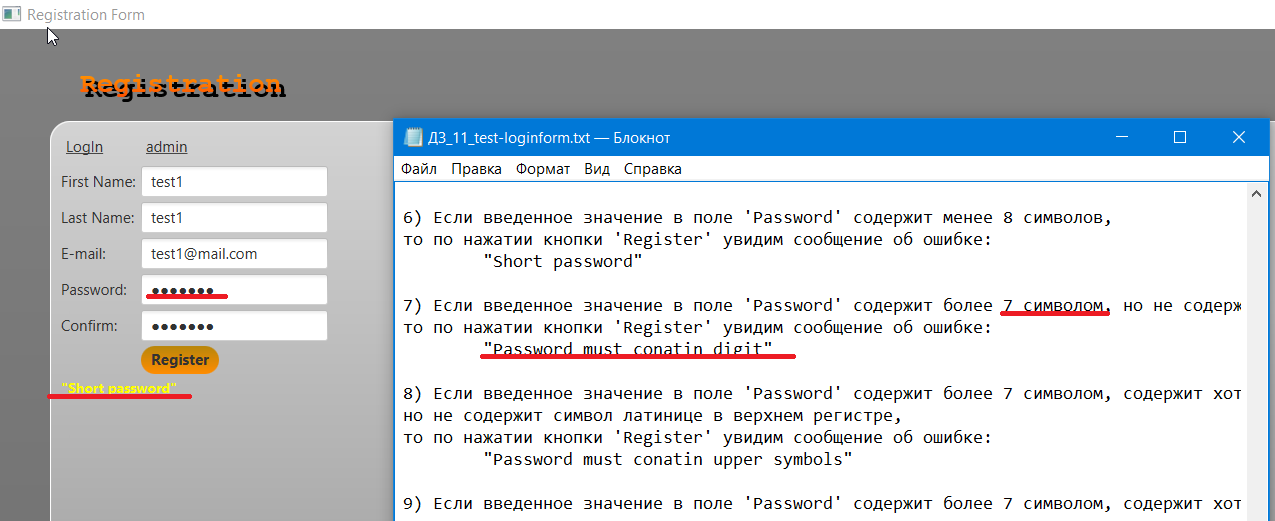 Registration Form
Registration
LogIn admin
First Name: test1
Last Name: test1
E-mail: test1@mail.com
Password: ●●●●●●●
Confirm: ●●●●●●●
Register
"Short password"
ДЗ_11_test-loginform.txt — Блокнот
Файл Правка Формат Вид Справка
6) Если введенное значение в поле 'Password' содержит менее 8 символов,
то по нажатии кнопки 'Register' увидим сообщение об ошибке:
"Short password"
7) Если введенное значение в поле 'Password' содержит более 7 символом, но не содерж
то по нажатии кнопки 'Register' увидим сообщение об ошибке:
"Password must conatin digit"
8) Если введенное значение в поле 'Password' содержит более 7 символом, содержит хот
но не содержит символ латинице в верхнем регистре,
то по нажатии кнопки 'Register' увидим сообщение об ошибке:
"Password must conatin upper symbols"
9) Если введенное значение в поле 'Password' содержит более 7 символом, содержит хот